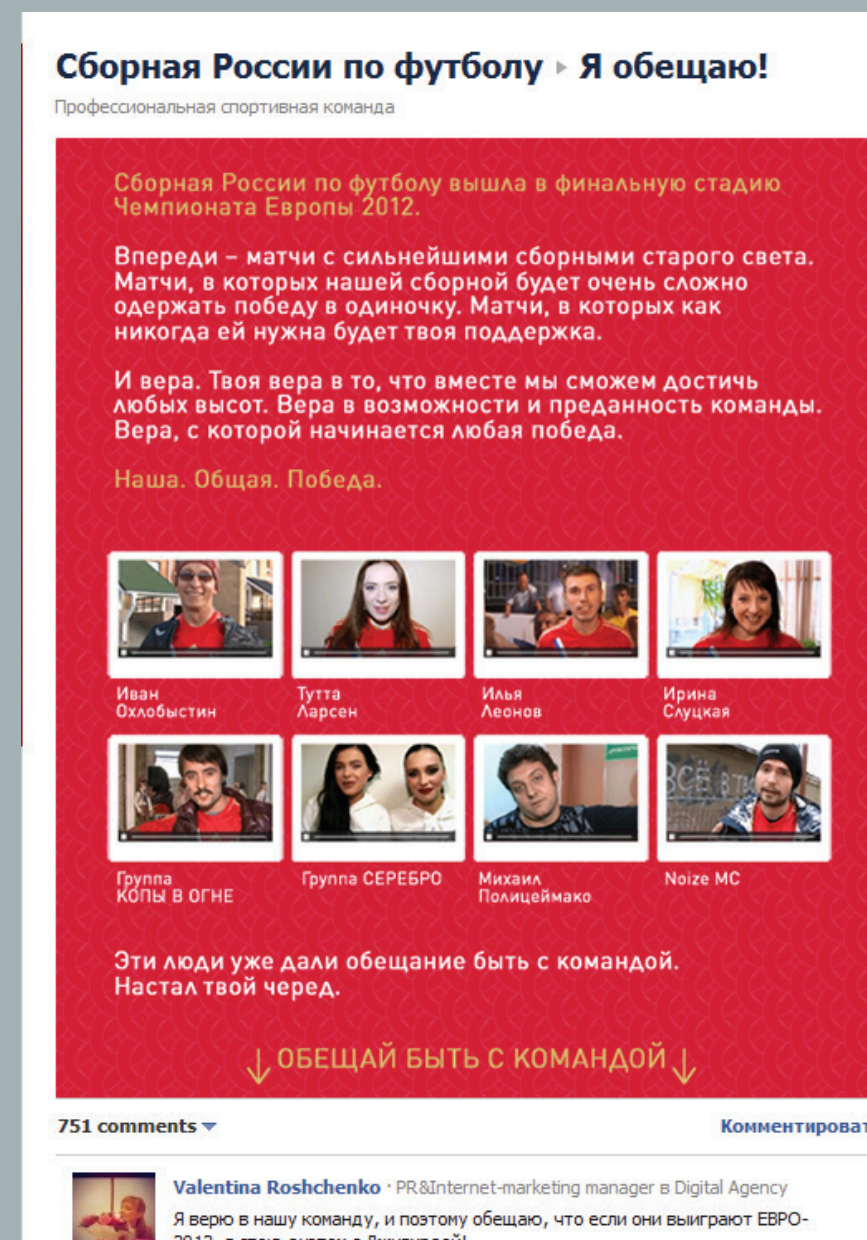 Сборная России по футболу ▸ Я обещаю!
Профессиональная спортивная команда
Сборная России по футболу вышла в финальную стадию
Чемпионата Европы 2012.
Впереди – матчи с сильнейшими сборными старого света.
Матчи, в которых нашей сборной будет очень сложно
одержать победу в одиночку. Матчи, в которых как
никогда ей нужна будет твоя поддержка.
И вера. Твоя вера в то, что вместе мы сможем достичь
любых высот. Вера в возможности и преданность команды.
Вера, с которой начинается любая победа.
Наша. Общая. Победа.
Иван
Охлобыстин
Тутта
Ларсен
Илья
Леонов
Ирина
Слуцкая
ВСЁ В
Группа
КОПЫ В ОГНЕ
Группа СЕРЕБРО
Михаил
Полицеймако
Noize MC
Эти люди уже дали обещание быть с командой.
Настал твой черед.
↓ ОБЕЩАЙ БЫТЬ С КОМАНДОЙ ↓
751 comments
Комментироват
Valentina Roshchenko · PR&Internet-marketing manager в Digital Agency
Я верю в нашу команду, и поэтому обещаю, что если они выиграют ЕВРО-